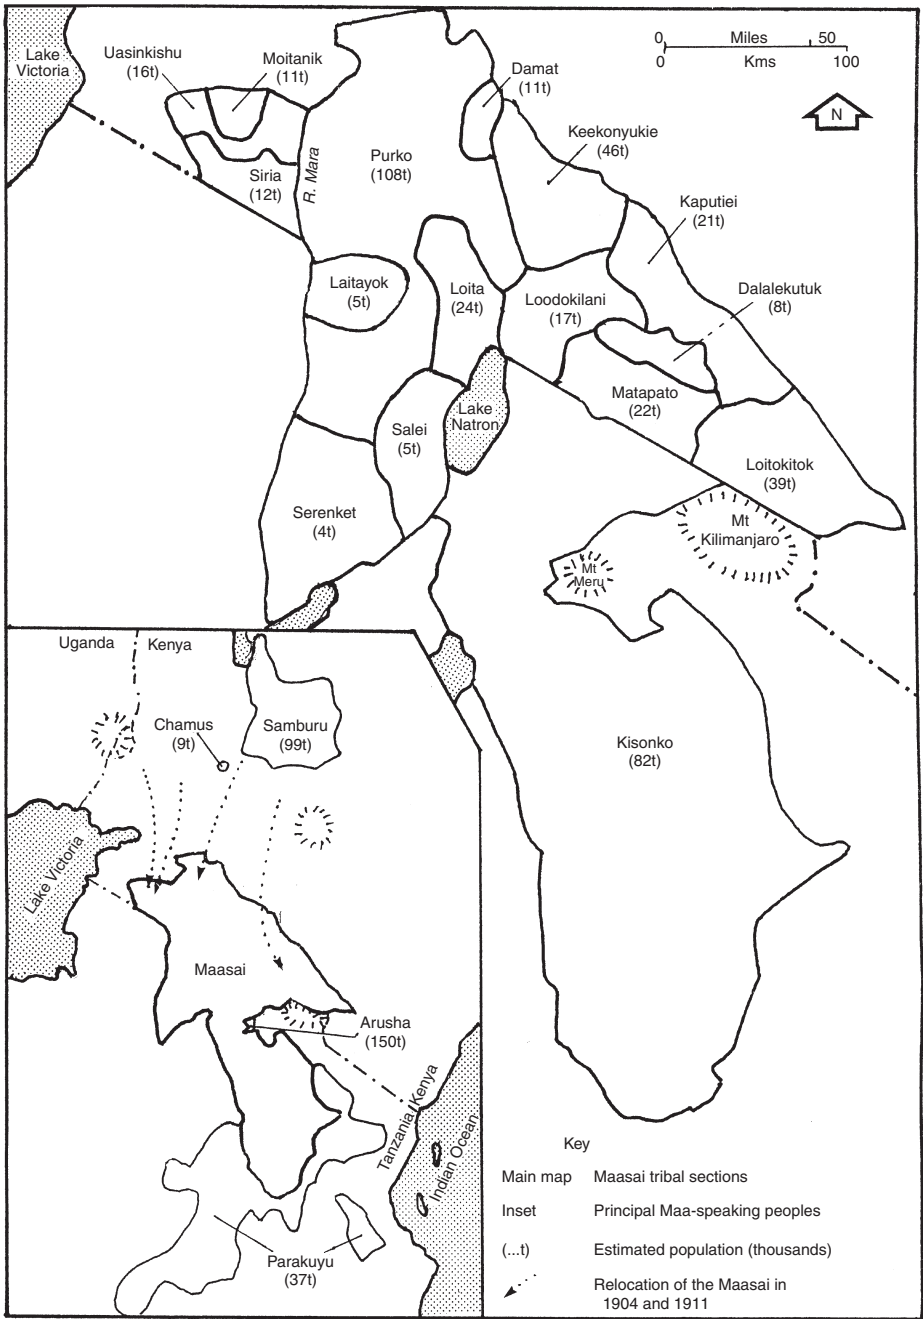 Lake
Victoria
Uasinkishu
(16t)
Moitanik
(11t)
Damat
(11t)
0 Miles 50
0 Kms 100
N
Keekonyukie
(46t)
Purko
(108t)
R. Mara
Siria
(12t)
Kaputiei
(21t)
Laitayok
(5t)
Loita
(24t)
Loodokilani
(17t)
Dalalekutuk
(8t)
Matapato
(22t)
Lake
Natron
Salei
(5t)
Loitokitok
(39t)
Serenket
(4t)
Mt
Kilimanjaro
Mt
Meru
Kisonko
(82t)
Uganda Kenya
Chamus
(9t)
Samburu
(99t)
Lake Victoria
Maasai
Arusha
(150t)
Tanzania Kenya
Indian Ocean
Parakuyu
(37t)
Key
Main map Maasai tribal sections
Inset Principal Maa-speaking peoples
(...t) Estimated population (thousands)
Relocation of the Maasai in
1904 and 1911